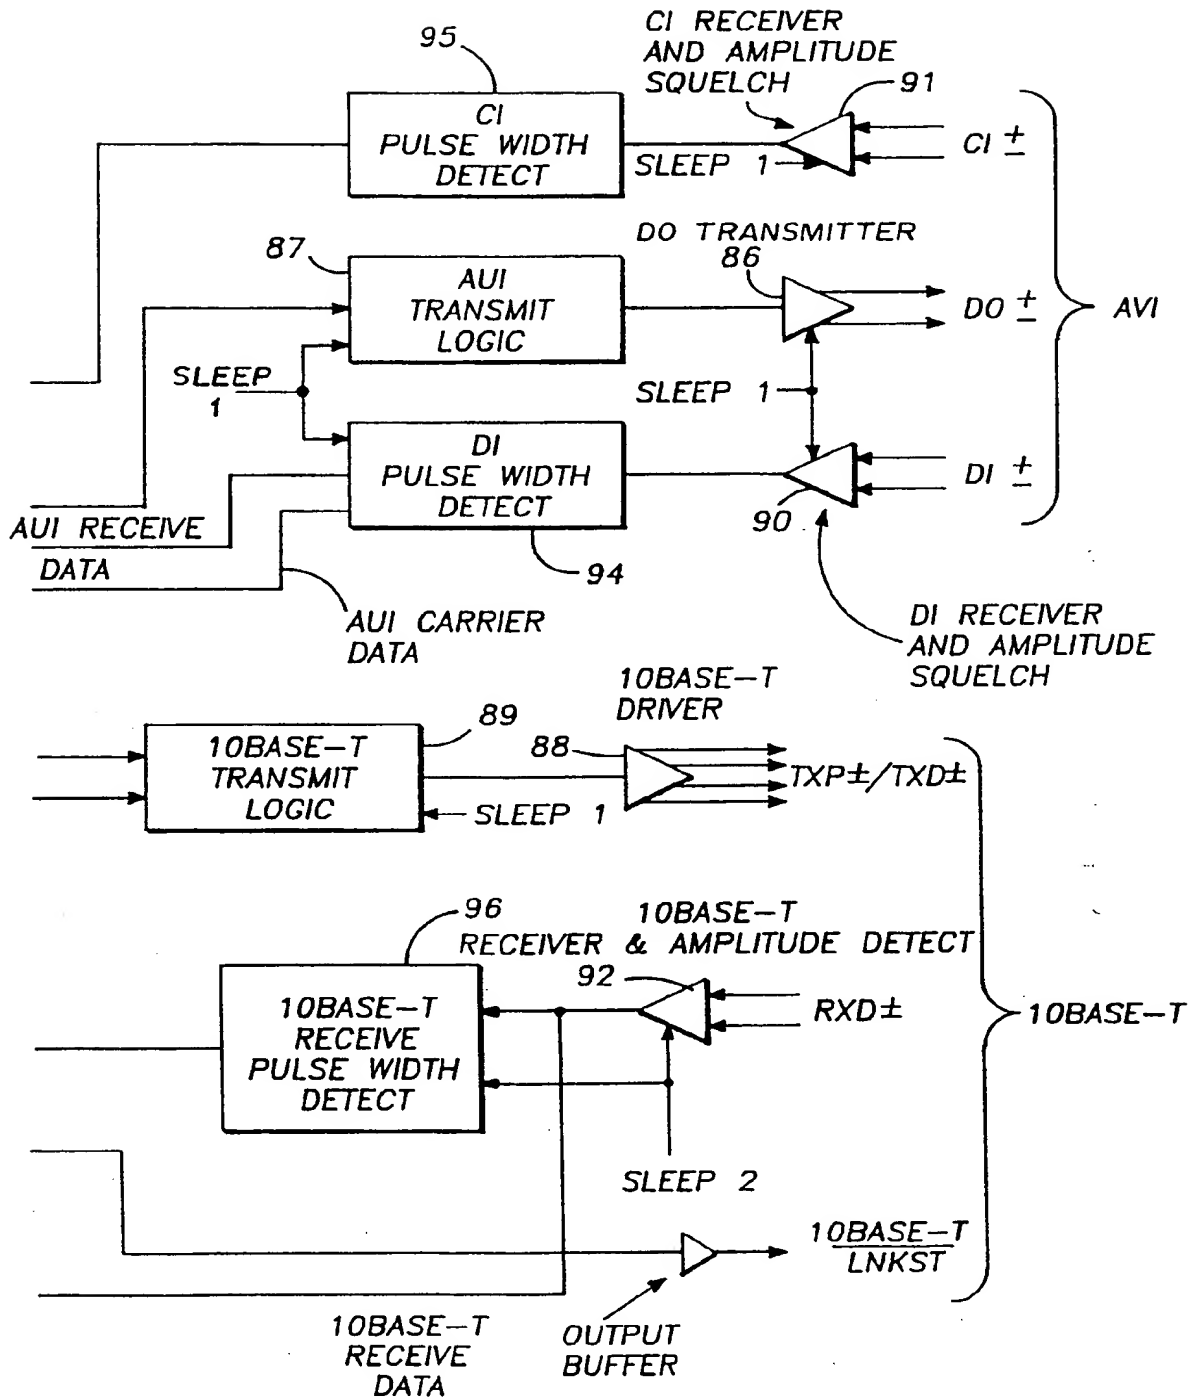 95
CI RECEIVER
AND AMPLITUDE
SQUELCH
91
CI
PULSE WIDTH
DETECT
SLEEP 1
CI ±
87
DO TRANSMITTER
86
AUI
TRANSMIT
LOGIC
DO ±
AVI
SLEEP
1
SLEEP 1
DI
PULSE WIDTH
DETECT
DI ±
90
AUI RECEIVE
DATA
94
AUI CARRIER
DATA
DI RECEIVER
AND AMPLITUDE
SQUELCH
10BASE-T
DRIVER
89
88
10BASE-T
TRANSMIT
LOGIC
TXP±/TXD±
SLEEP 1
96
10BASE-T
RECEIVER & AMPLITUDE DETECT
92
10BASE-T
RECEIVE
PULSE WIDTH
DETECT
RXD±
10BASE-T
SLEEP 2
10BASE-T
LNKST
10BASE-T
RECEIVE
DATA
OUTPUT
BUFFER